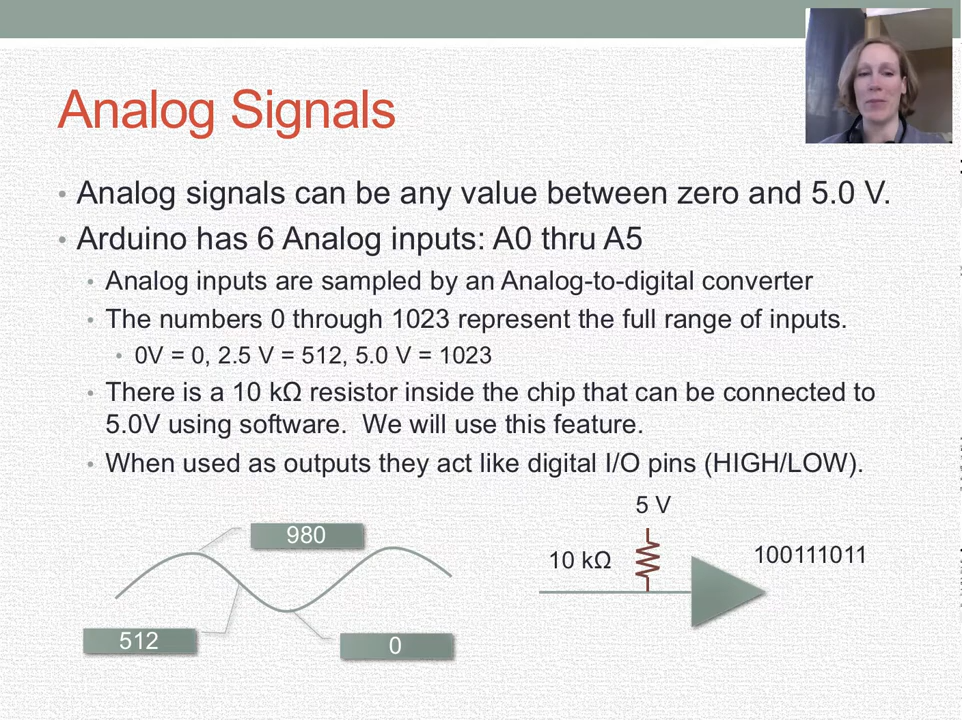 Analog Signals
• Analog signals can be any value between zero and 5.0 V.
• Arduino has 6 Analog inputs: A0 thru A5
• Analog inputs are sampled by an Analog-to-digital converter
• The numbers 0 through 1023 represent the full range of inputs.
• 0V = 0, 2.5 V = 512, 5.0 V = 1023
• There is a 10 kΩ resistor inside the chip that can be connected to
5.0V using software.  We will use this feature.
• When used as outputs they act like digital I/O pins (HIGH/LOW).
980
512
0
5 V
10 kΩ
100111011